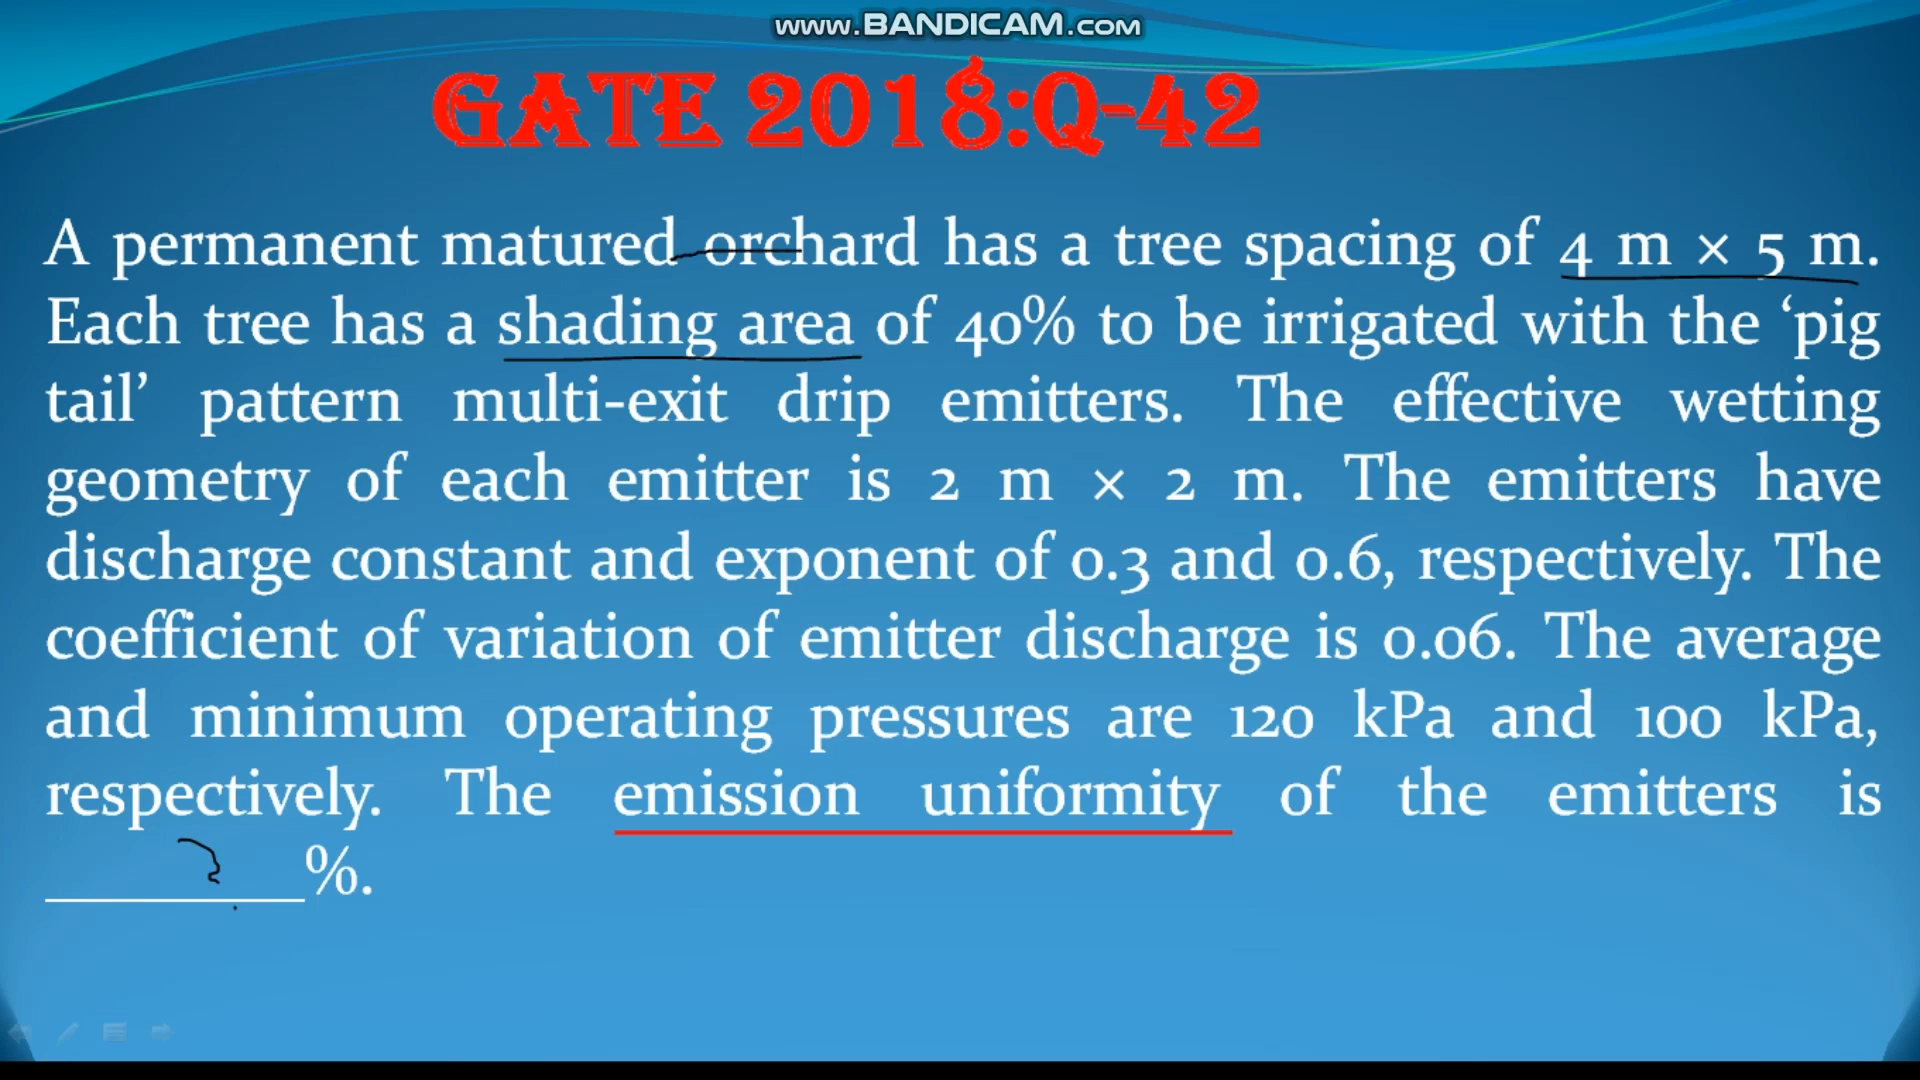 www.BANDICAM.com
GATE 2018:Q-42
A permanent matured orchard has a tree spacing of 4 m × 5 m.
Each tree has a shading area of 40% to be irrigated with the ‘pig
tail’ pattern multi-exit drip emitters. The effective wetting
geometry of each emitter is 2 m × 2 m. The emitters have
discharge constant and exponent of 0.3 and 0.6, respectively. The
coefficient of variation of emitter discharge is 0.06. The average
and minimum operating pressures are 120 kPa and 100 kPa,
respectively. The emission uniformity of the emitters is
________%.